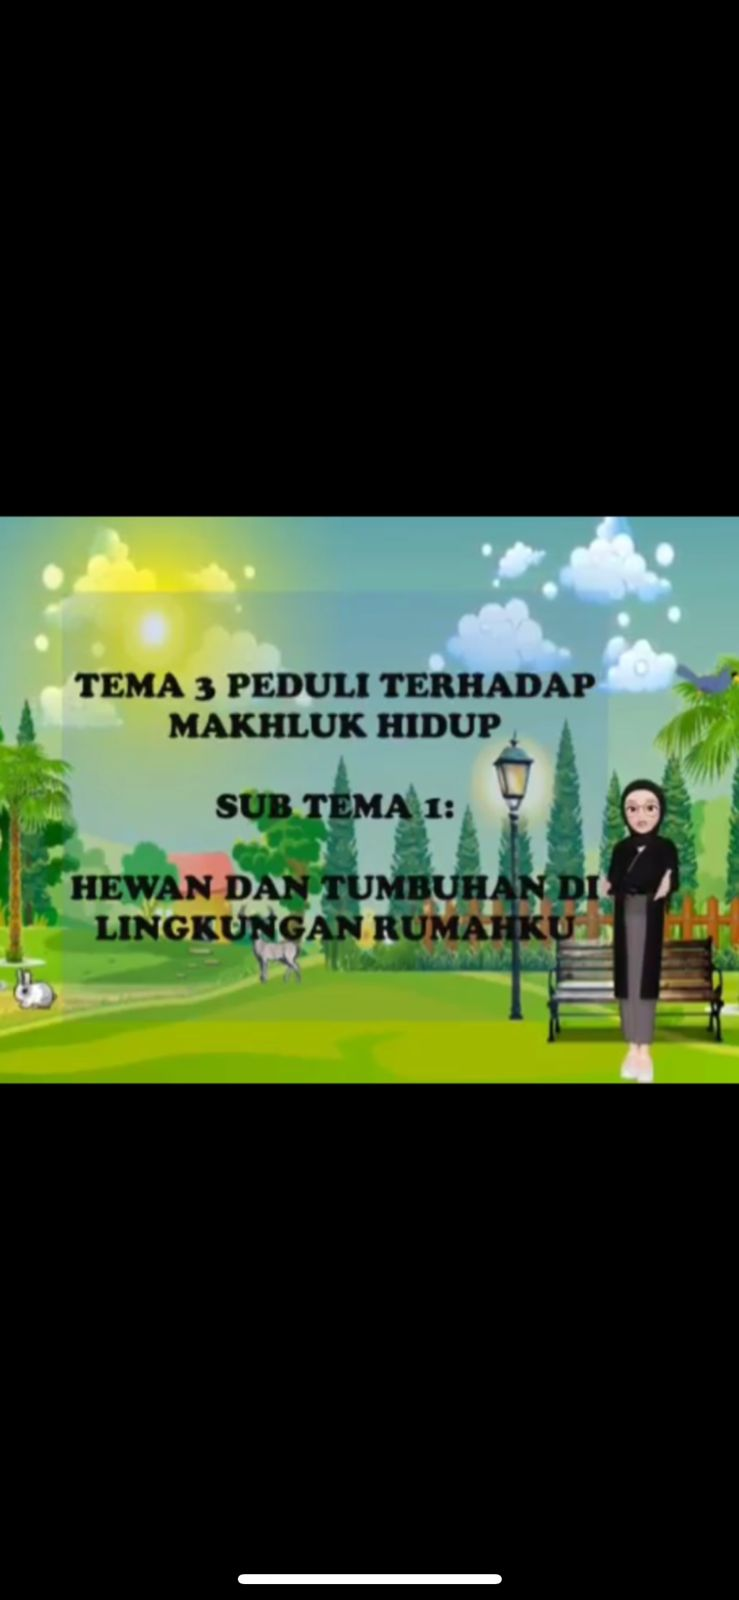 TEMA 3 PEDULI TERHADAP
MAKHLUK HIDUP
SUB TEMA 1:
HEWAN DAN TUMBUHAN DI
LINGKUNGAN RUMAHKU